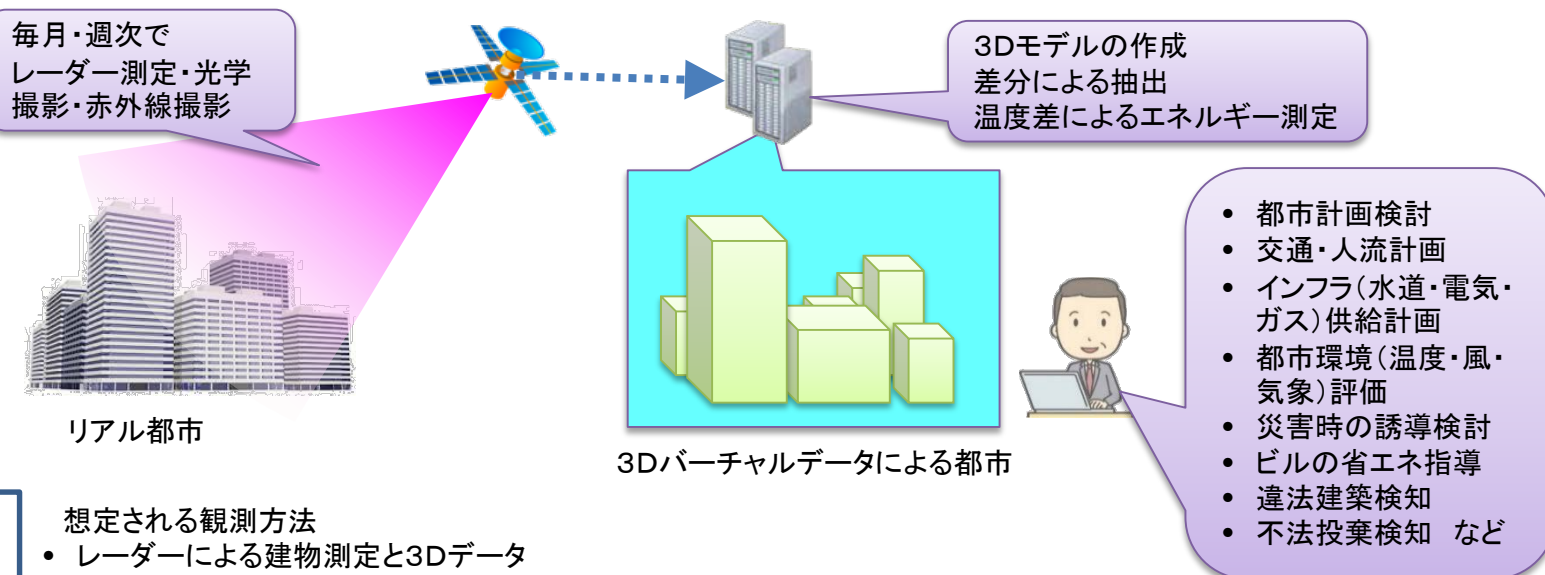 毎月・週次で
レーダー測定・光学
撮影・赤外線撮影
3Dモデルの作成
差分による抽出
温度差によるエネルギー測定
• 都市計画検討
• 交通・人流計画
• インフラ(水道・電気・
ガス)供給計画
• 都市環境(温度・風・
気象)評価
• 災害時の誘導検討
• ビルの省エネ指導
• 違法建築検知
• 不法投棄検知 など
リアル都市
3Dバーチャルデータによる都市
想定される観測方法
• レーダーによる建物測定と3Dデータ